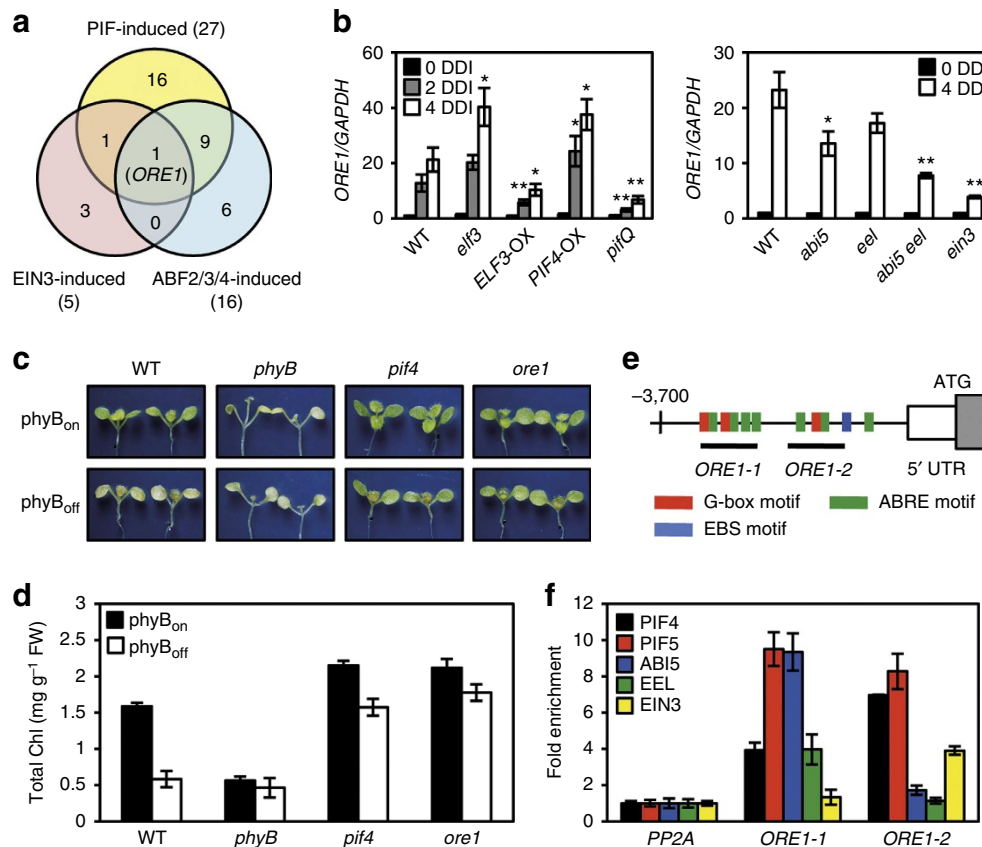 a
PIF-induced (27)
16
1
9
1
(ORE1)
3
0
6
EIN3-induced
(5)
ABF2/3/4-induced
(16)
b
ORE1/GAPDH
60
40
20
0
0 DDI
2 DDI
4 DDI
*
** *
* *
** **
WT
elf3
ELF3-OX
PIF4-OX
pifQ
ORE1/GAPDH
30
20
10
0
0 DD
4 DD
*
**
**
WT
abi5
eel
abi5 eel
ein3
c
WT phyB pif4 ore1
phyBon
phyBoff
e
–3,700
ATG
ORE1-1 ORE1-2 5′ UTR
G-box motif ABRE motif
EBS motif
d
Total Chl (mg g–1 FW)
3
2.5
2
1.5
1
0.5
0
phyBon
phyBoff
WT phyB pif4 ore1
f
Fold enrichment
12
10
8
6
4
2
0
PIF4
PIF5
ABI5
EEL
EIN3
PP2A ORE1-1 ORE1-2